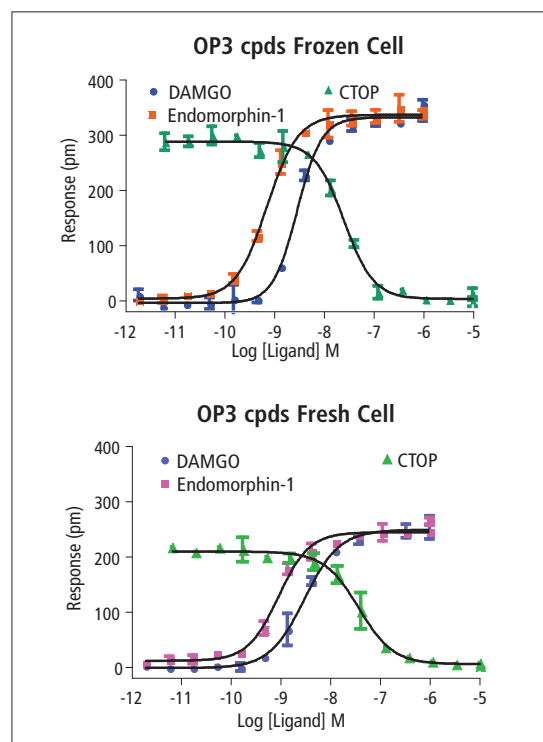 OP3 cpds Frozen Cell
400
DAMGO
CTOP
Endomorphin-1
300
200
100
0
Response (pm)
-12 -11 -10 -9 -8 -7 -6 -5
Log [Ligand] M
OP3 cpds Fresh Cell
400
DAMGO
CTOP
Endomorphin-1
300
200
100
0
Response (pm)
-12 -11 -10 -9 -8 -7 -6 -5
Log [Ligand] M